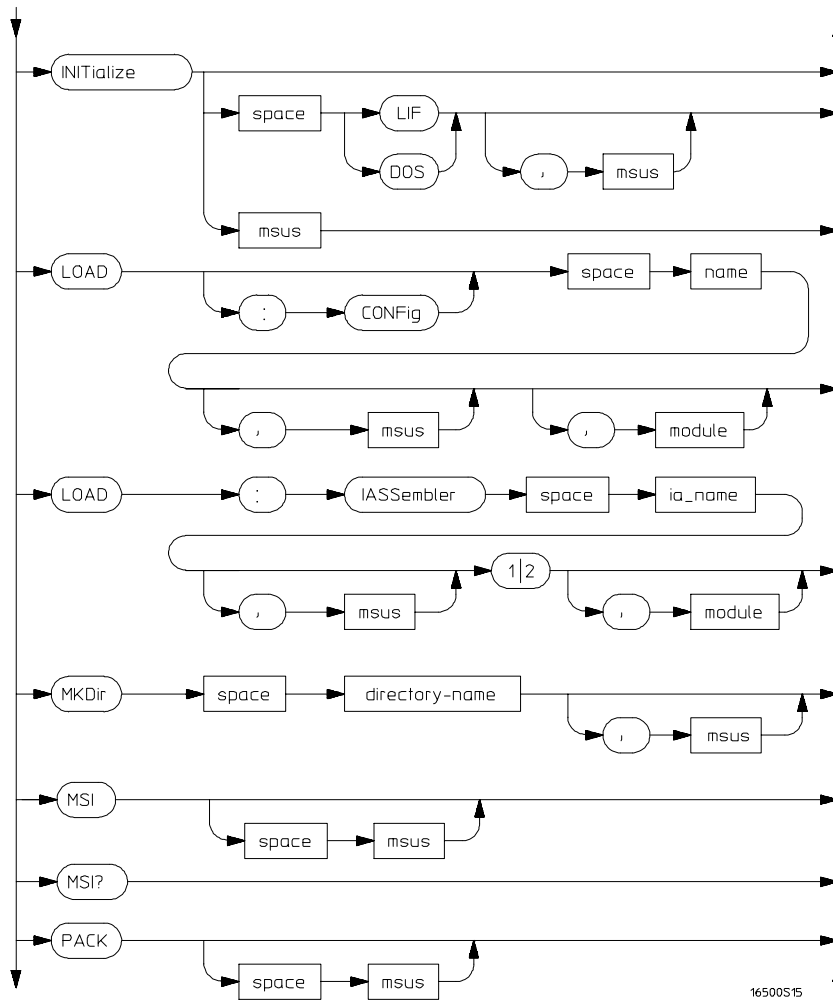 INITialize
space LIF
DOS , msus
msus
LOAD space name
: CONFig
, msus , module
LOAD : IASSembler space ia_name
1|2
, msus , module
MKDir space directory-name
, msus
MSI
space msus
MSI?
PACK
space msus
16500S15